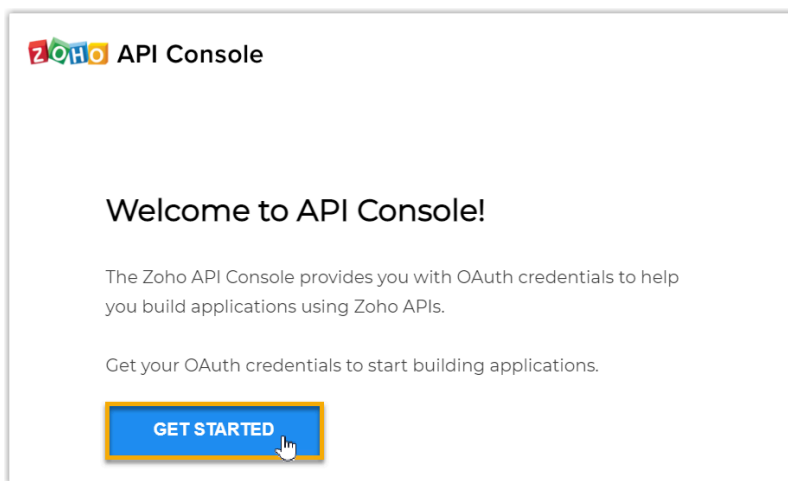 ZOHO API Console
Welcome to API Console!
The Zoho API Console provides you with OAuth credentials to help
you build applications using Zoho APIs.
Get your OAuth credentials to start building applications.
GET STARTED